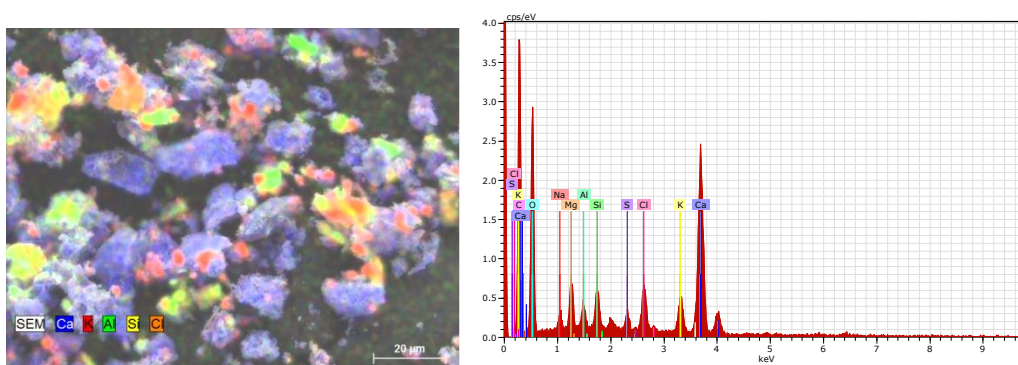 SEM Ca K Al Si Cl
20 µm
cps/eV
4.0
3.5
3.0
2.5
2.0
1.5
1.0
0.5
0.0
Cl
S
K
C O
Ca
Na Al
Mg Si S Cl K Ca
0 1 2 3 4 5 6 7 8 9
keV